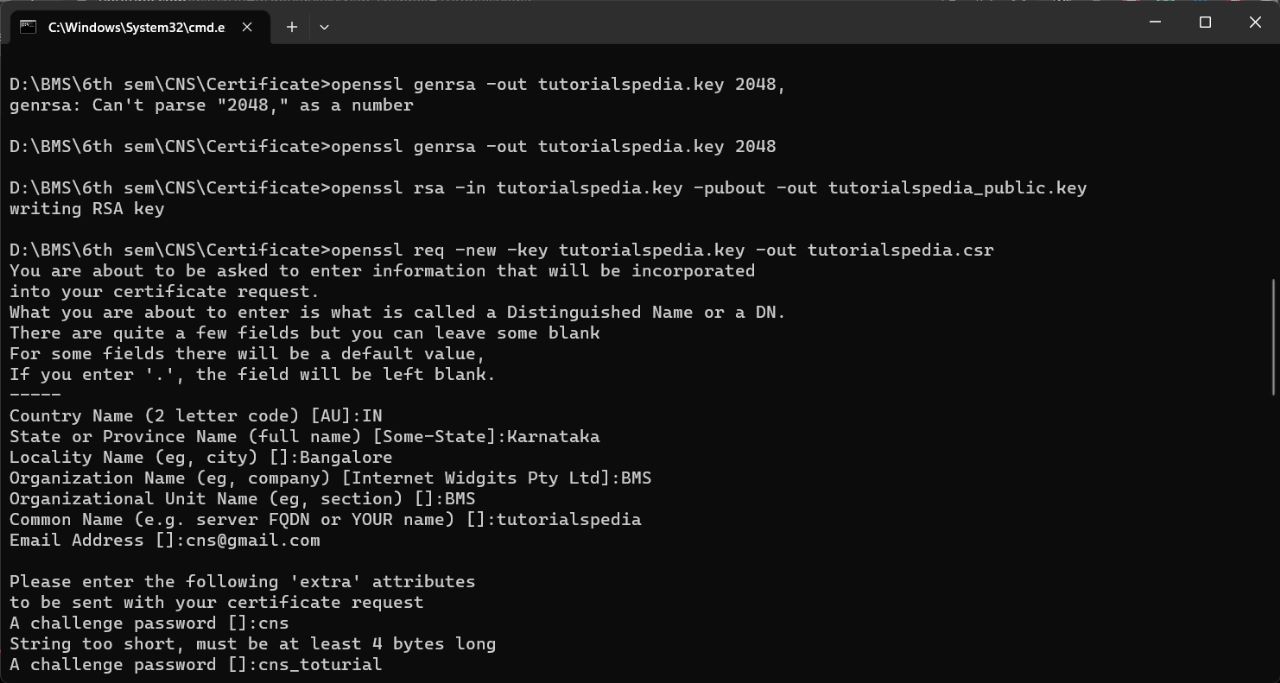 C:\Windows\System32\cmd.e
D:\BMS\6th sem\CNS\Certificate>openssl genrsa -out tutorialspedia.key 2048,
genrsa: Can't parse "2048," as a number
D:\BMS\6th sem\CNS\Certificate>openssl genrsa -out tutorialspedia.key 2048
D:\BMS\6th sem\CNS\Certificate>openssl rsa -in tutorialspedia.key -pubout -out tutorialspedia_public.key
writing RSA key
D:\BMS\6th sem\CNS\Certificate>openssl req -new -key tutorialspedia.key -out tutorialspedia.csr
You are about to be asked to enter information that will be incorporated
into your certificate request.
What you are about to enter is what is called a Distinguished Name or a DN.
There are quite a few fields but you can leave some blank
For some fields there will be a default value,
If you enter '.', the field will be left blank.
-----
Country Name (2 letter code) [AU]:IN
State or Province Name (full name) [Some-State]:Karnataka
Locality Name (eg, city) []:Bangalore
Organization Name (eg, company) [Internet Widgits Pty Ltd]:BMS
Organizational Unit Name (eg, section) []:BMS
Common Name (e.g. server FQDN or YOUR name) []:tutorialspedia
Email Address []:cns@gmail.com
Please enter the following 'extra' attributes
to be sent with your certificate request
A challenge password []:cns
String too short, must be at least 4 bytes long
A challenge password []:cns_toturial